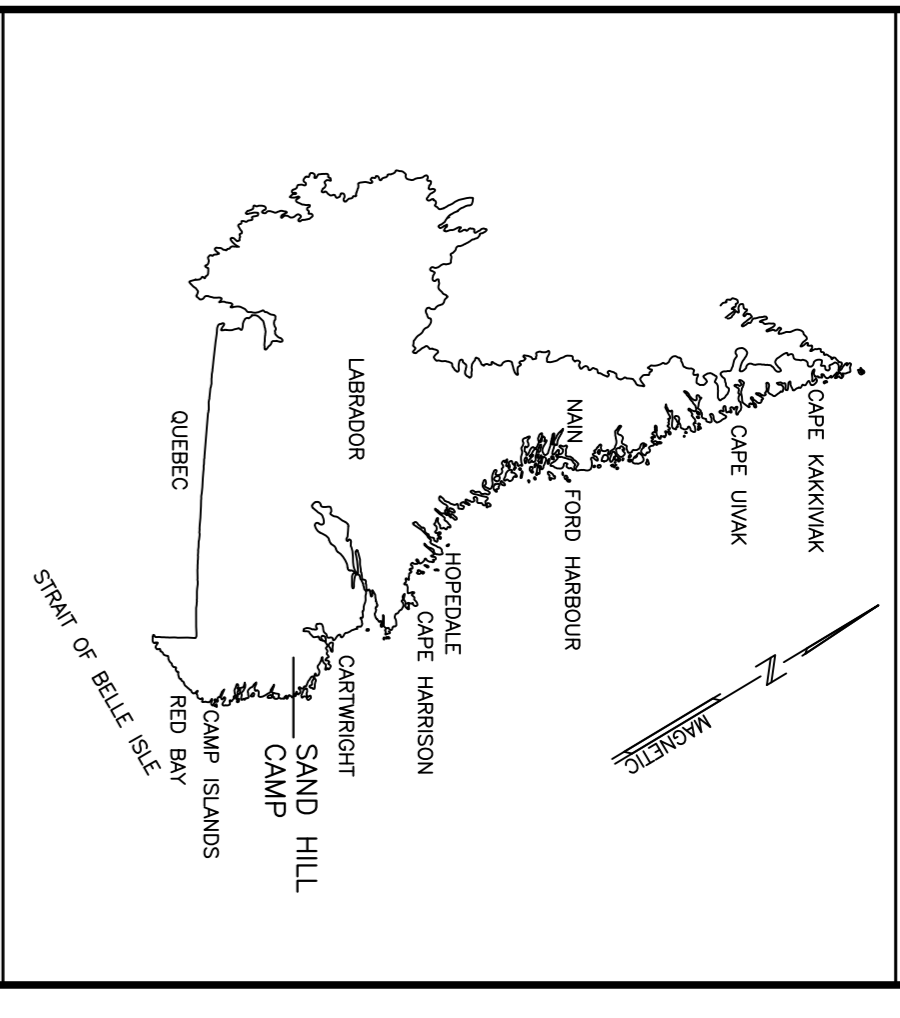 CAPE KAKKIVIAK
CAPE UIVAK
NAIN
FORD HARBOUR
HOPEDALE
CAPE HARRISON
LABRADOR
CARTWRIGHT
SAND HILL
CAMP
CAMP ISLANDS
RED BAY
QUEBEC
STRAIT OF BELLE ISLE
N
MAGNETIC